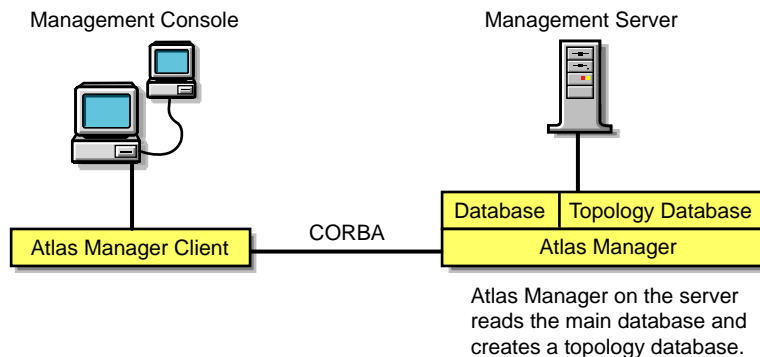 Management Console
Management Server
Database
Topology Database
Atlas Manager Client
CORBA
Atlas Manager
Atlas Manager on the server
reads the main database and
creates a topology database.